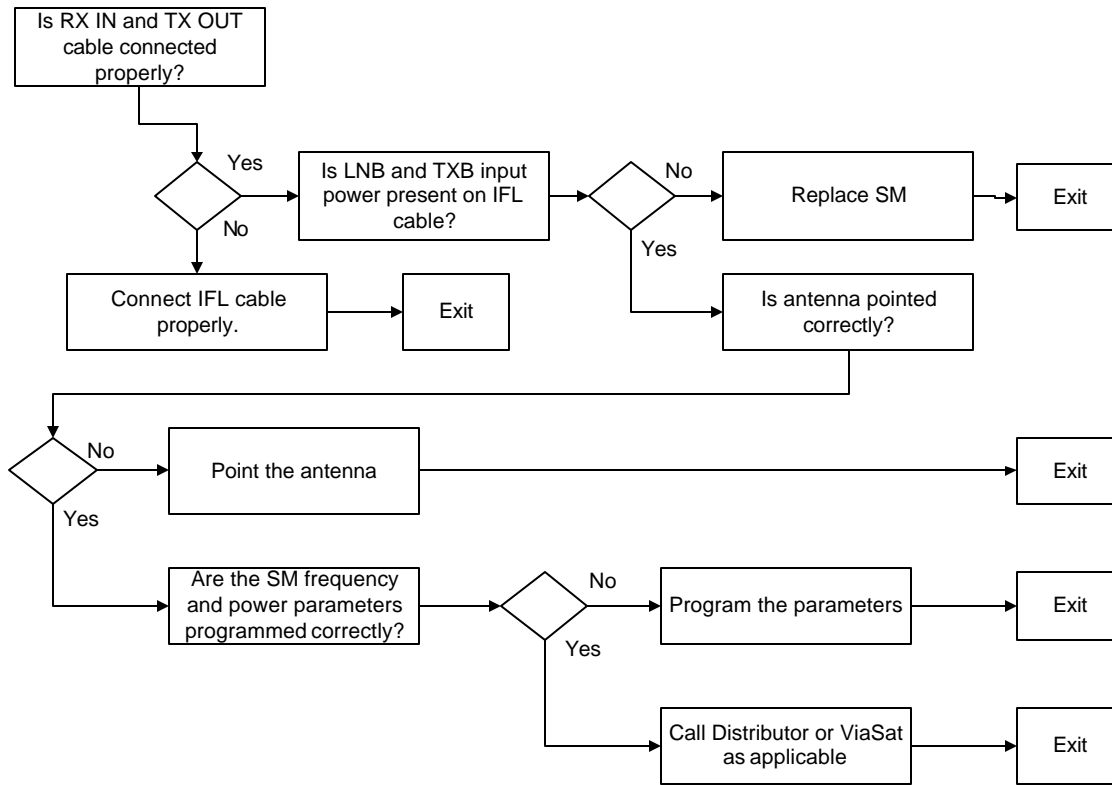 Is RX IN and TX OUT
cable connected
properly?
Yes
No
Is LNB and TXB input
power present on IFL
cable?
No
Yes
Replace SM
Exit
Connect IFL cable
properly.
Exit
Is antenna pointed
correctly?
No
Yes
Point the antenna
Exit
Are the SM frequency
and power parameters
programmed correctly?
No
Yes
Program the parameters
Exit
Call Distributor or ViaSat
as applicable
Exit